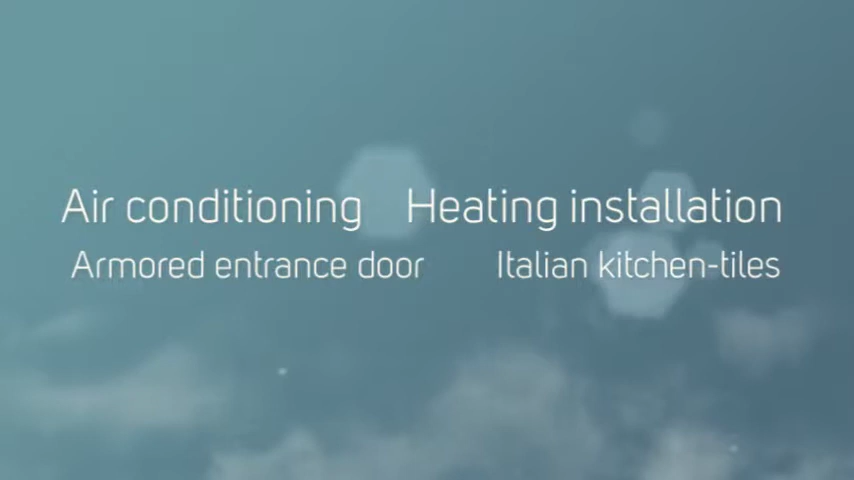 Air conditioning Heating installation
Armored entrance door Italian kitchen-tiles